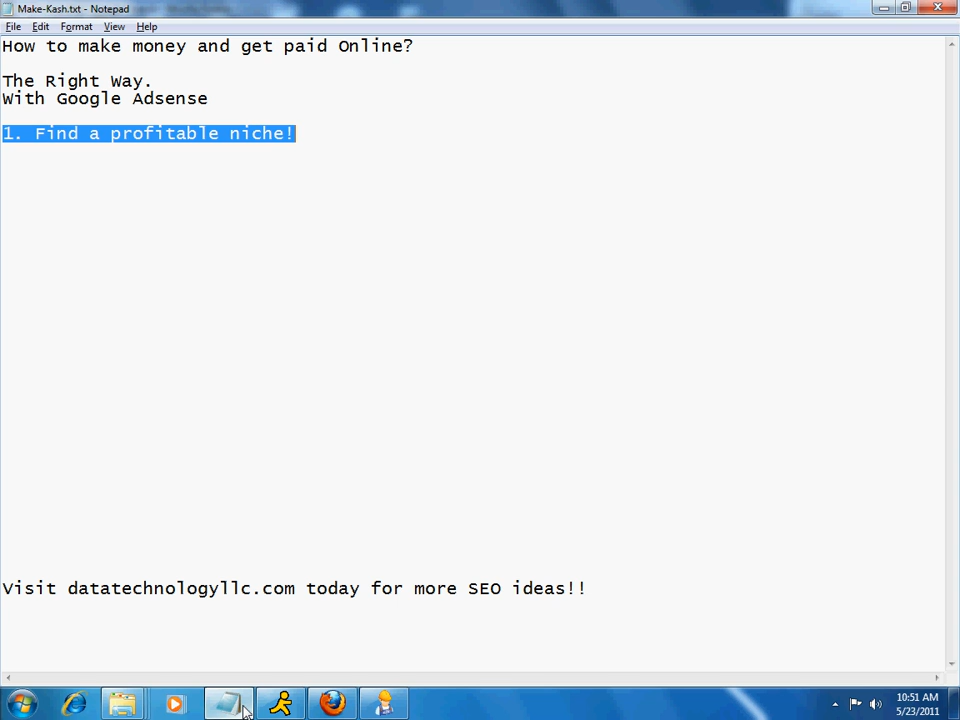 Make-Kash.txt - Notepad
File Edit Format View Help
How to make money and get paid Online?
The Right Way.
With Google Adsense
1. Find a profitable niche!
Visit datatechnologyllc.com today for more SEO ideas!!
10:51 AM
5/23/2011